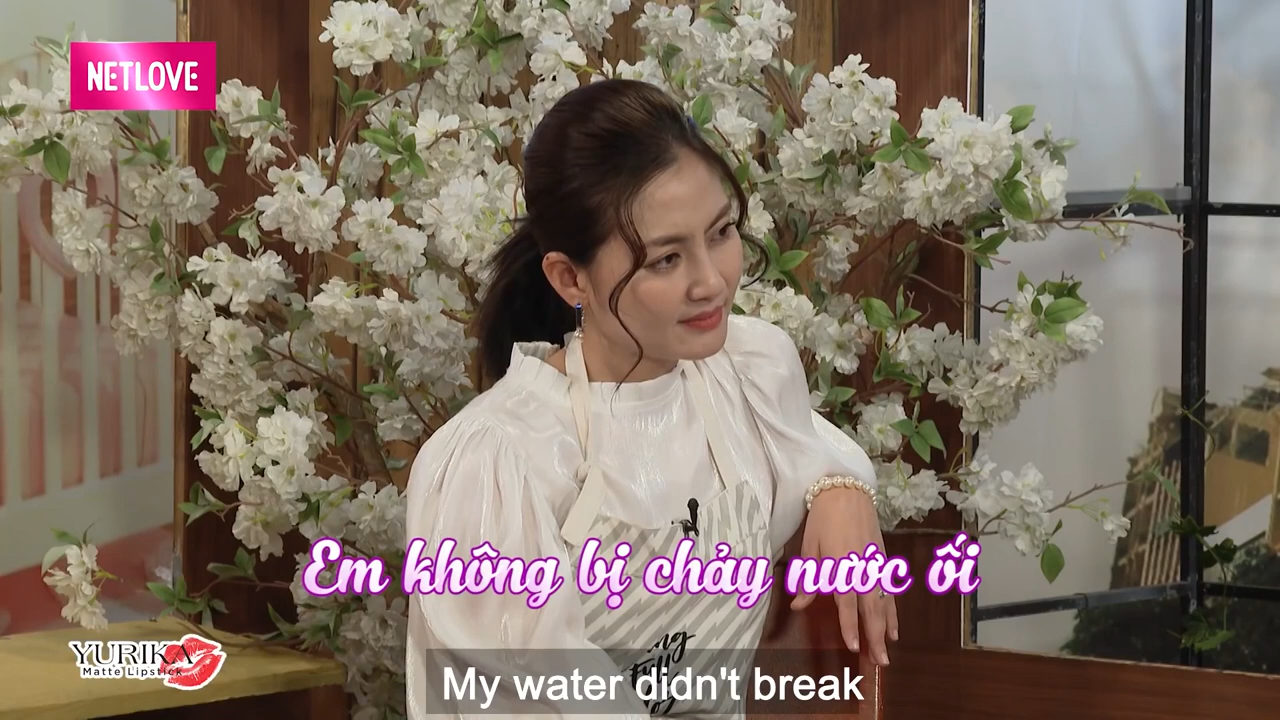 NETLOVE
Em không bị chảy nước ối
YURIKA
Matte Lipstick
My water didn't break